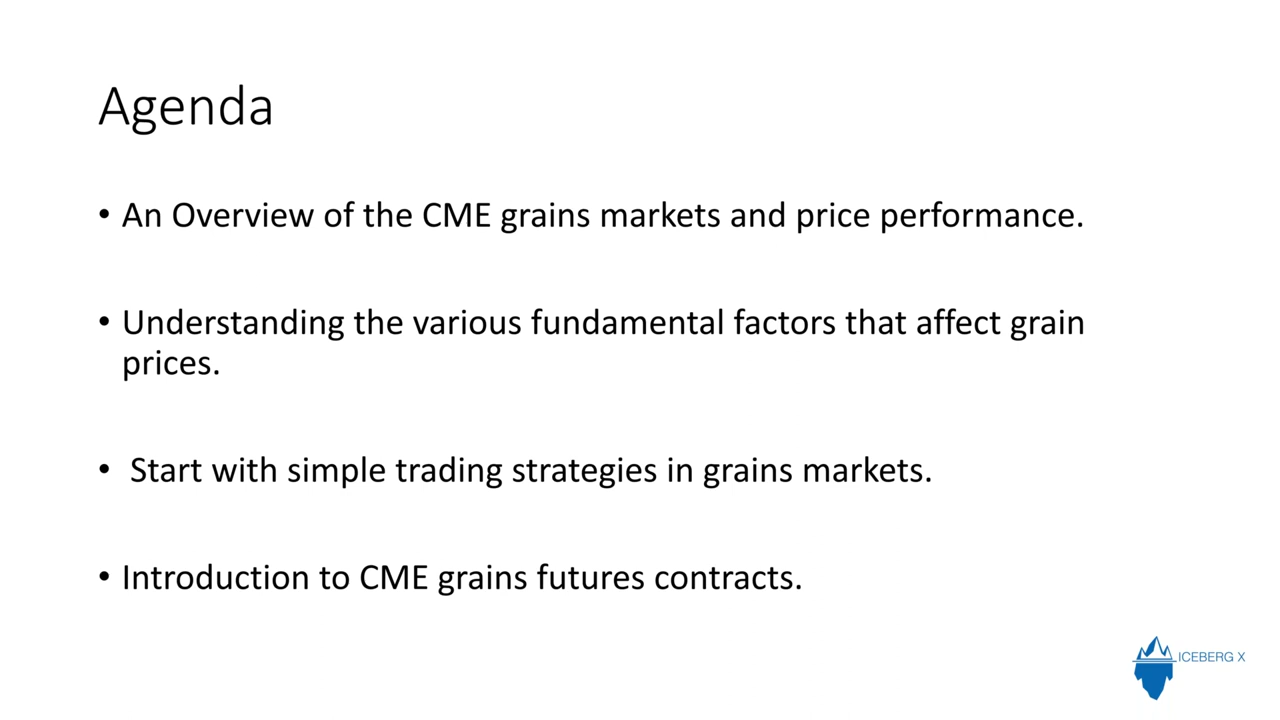 Agenda
• An Overview of the CME grains markets and price performance.
• Understanding the various fundamental factors that affect grain
prices.
• Start with simple trading strategies in grains markets.
• Introduction to CME grains futures contracts.
ICEBERG X